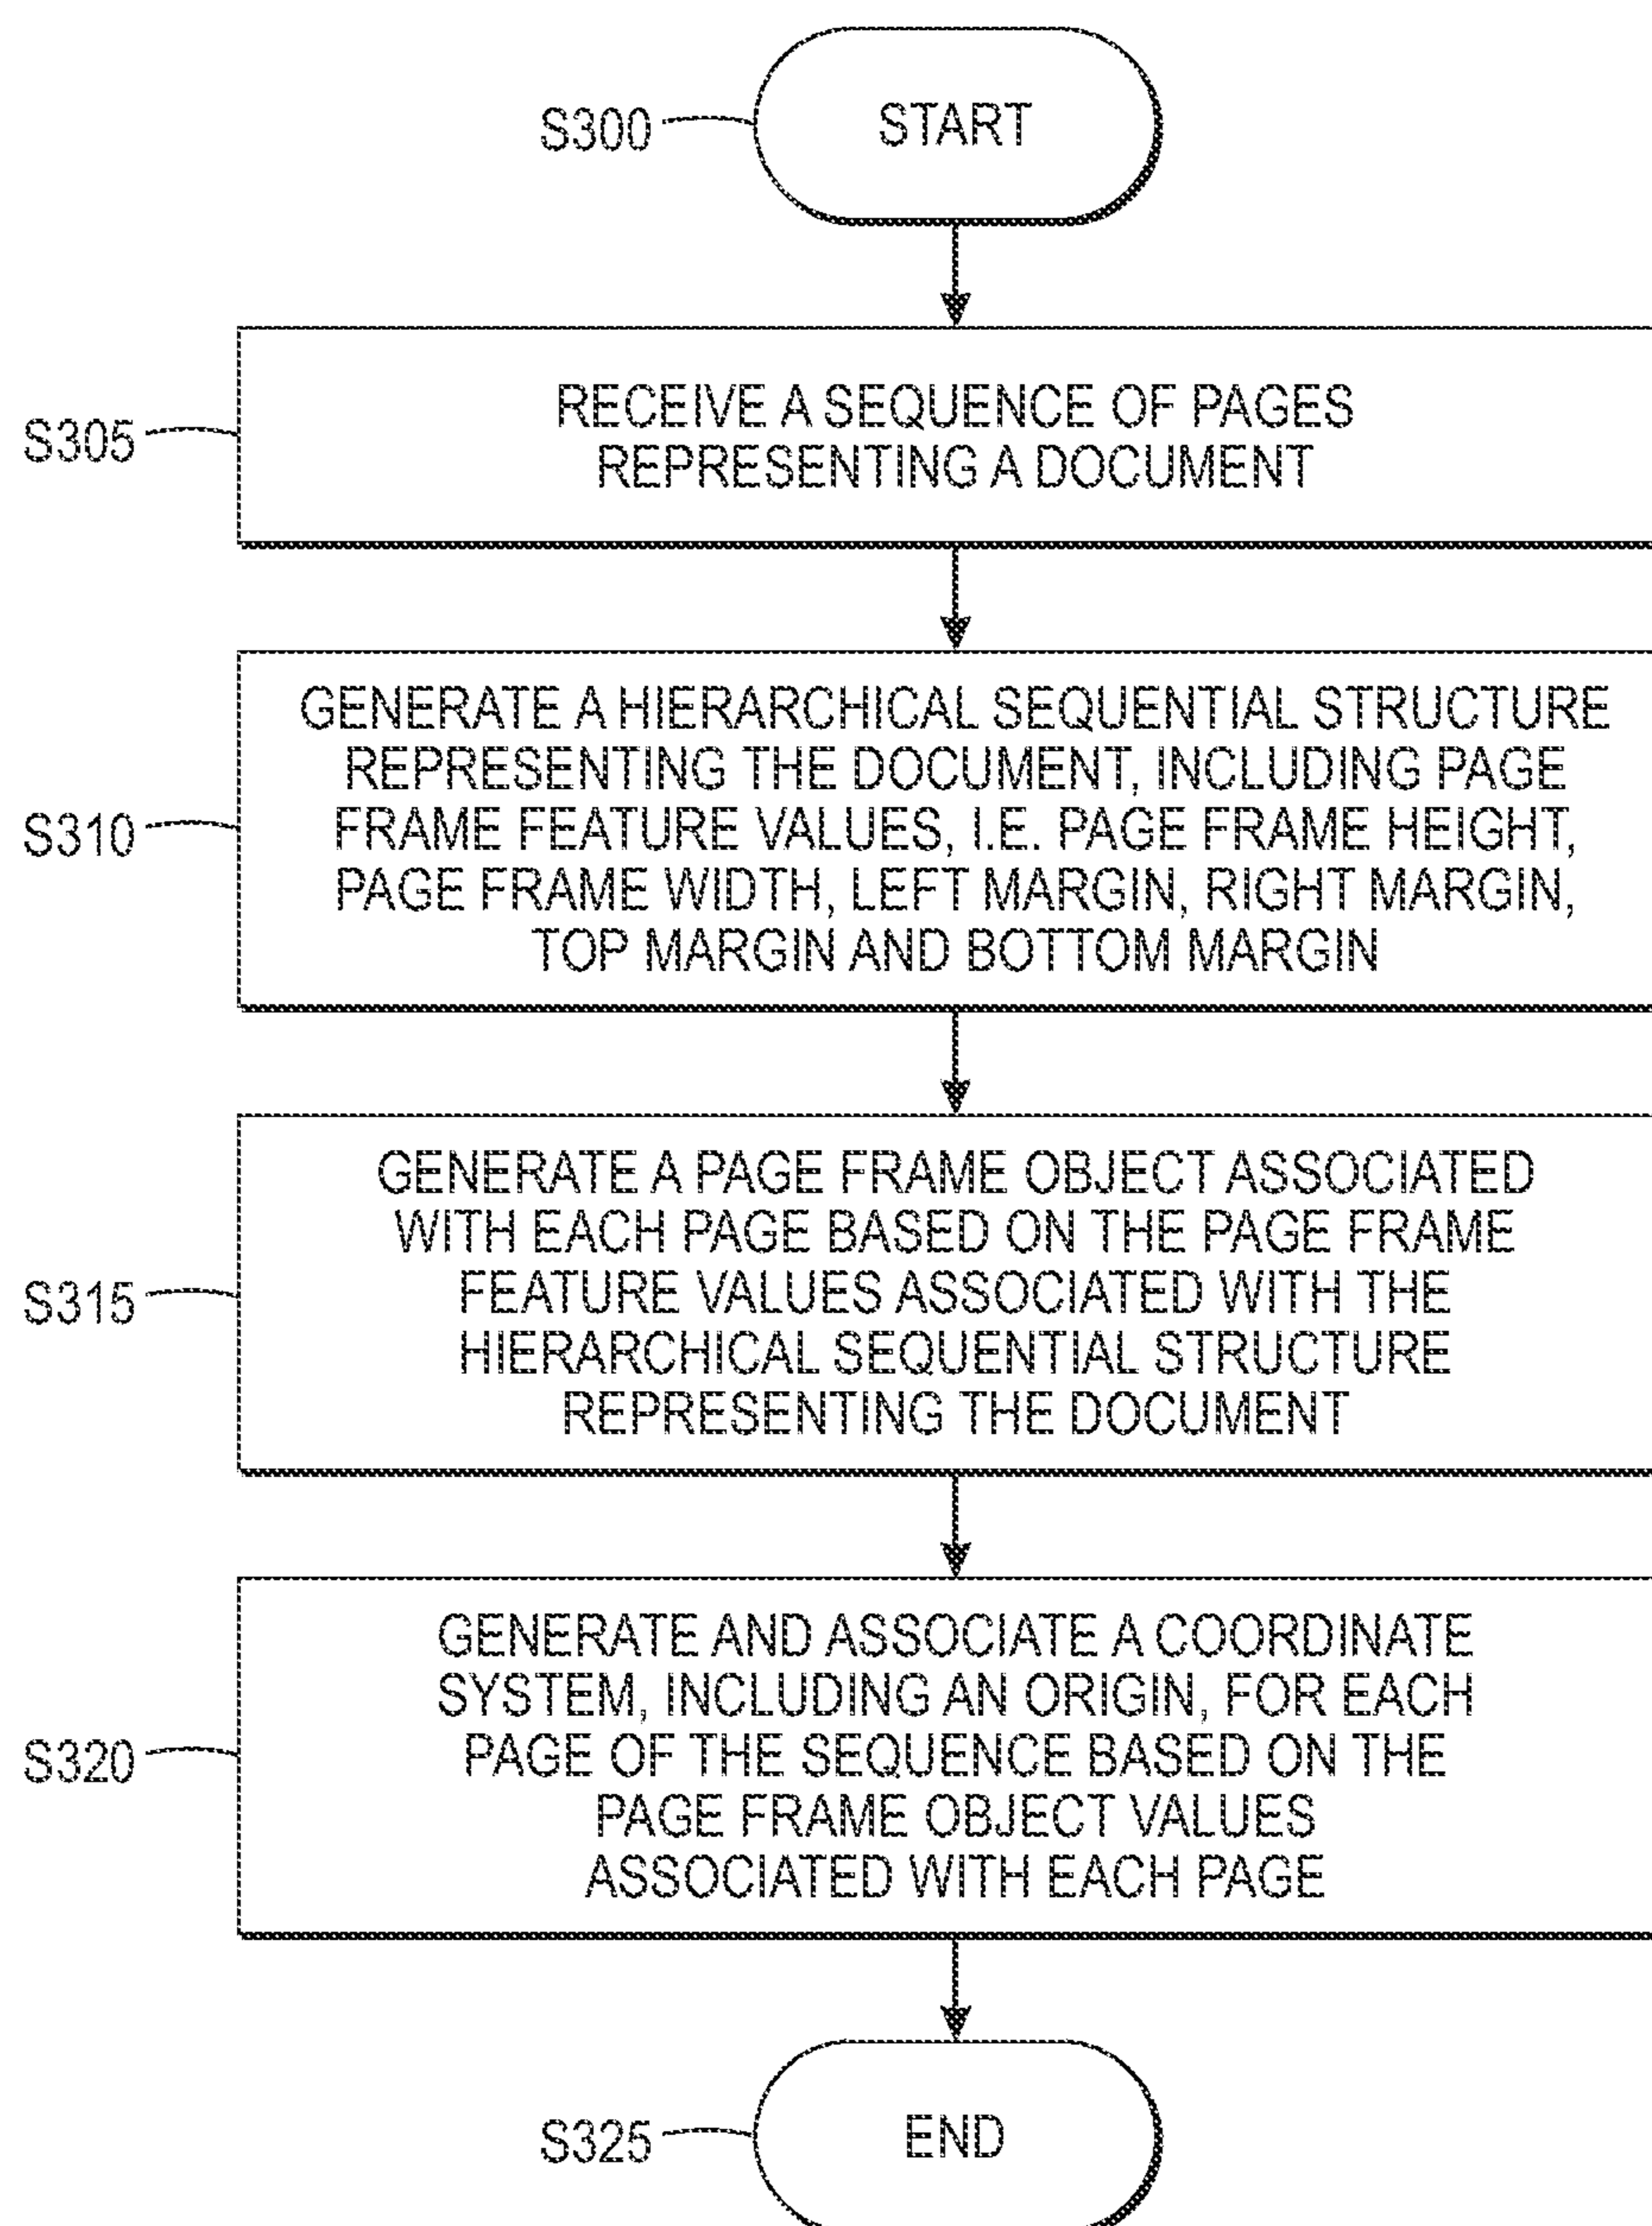 S300
START
S305
RECEIVE A SEQUENCE OF PAGES
REPRESENTING A DOCUMENT
S310
GENERATE A HIERARCHICAL SEQUENTIAL STRUCTURE
REPRESENTING THE DOCUMENT, INCLUDING PAGE
FRAME FEATURE VALUES, I.E. PAGE FRAME HEIGHT,
PAGE FRAME WIDTH, LEFT MARGIN, RIGHT MARGIN,
TOP MARGIN AND BOTTOM MARGIN
S315
GENERATE A PAGE FRAME OBJECT ASSOCIATED
WITH EACH PAGE BASED ON THE PAGE FRAME
FEATURE VALUES ASSOCIATED WITH THE
HIERARCHICAL SEQUENTIAL STRUCTURE
REPRESENTING THE DOCUMENT
S320
GENERATE AND ASSOCIATE A COORDINATE
SYSTEM, INCLUDING AN ORIGIN, FOR EACH
PAGE OF THE SEQUENCE BASED ON THE
PAGE FRAME OBJECT VALUES
ASSOCIATED WITH EACH PAGE
S325
END